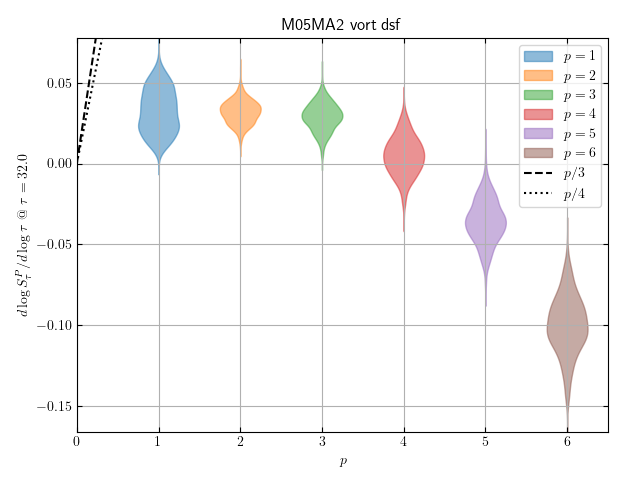 M05MA2 vort dsf
d log S_τ^P / d log τ @ τ = 32.0
0.05
0.00
−0.05
−0.10
−0.15
0 1 2 3 4 5 6
p
p = 1
p = 2
p = 3
p = 4
p = 5
p = 6
p/3
p/4